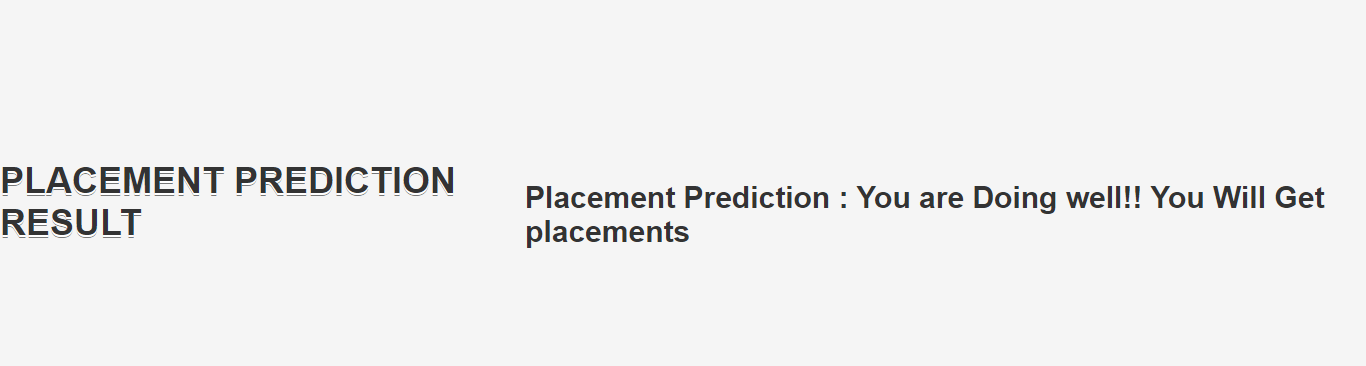 PLACEMENT PREDICTION
RESULT
Placement Prediction : You are Doing well!! You Will Get
placements